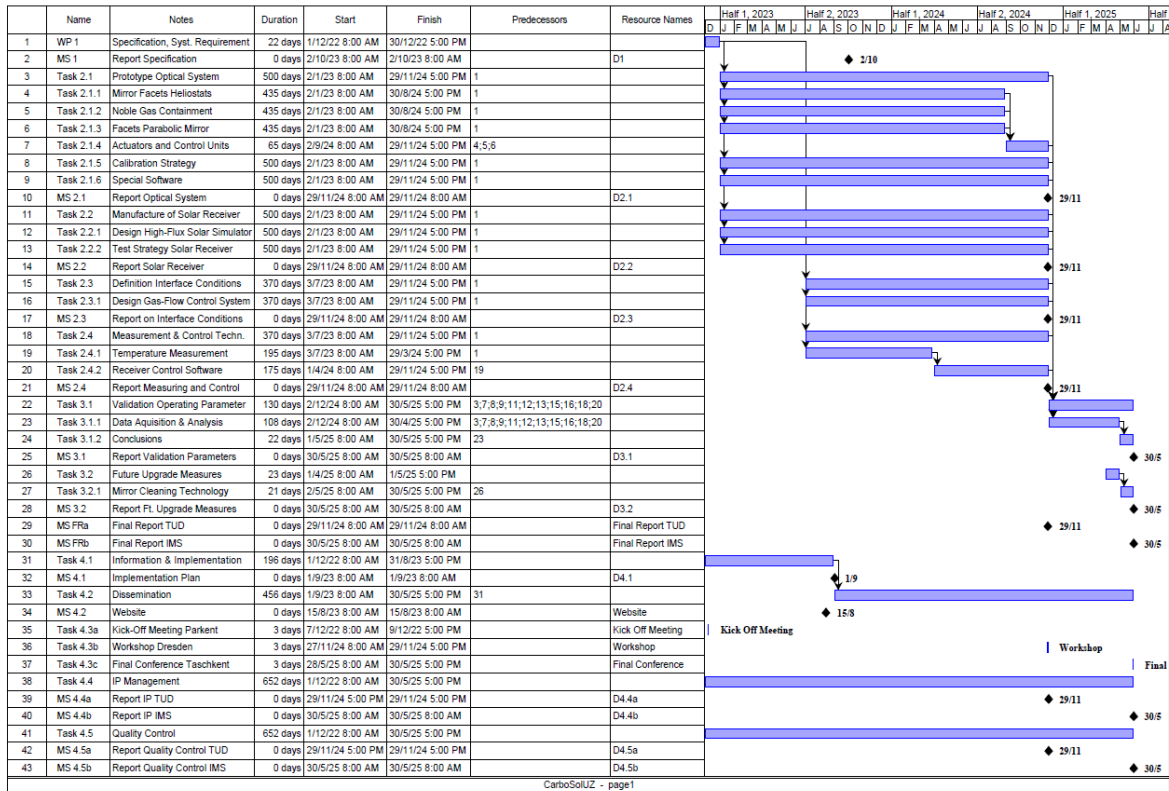 Name Notes Duration Start Finish Predecessors Resource Names
Half 1, 2023 Half 2, 2023 Half 1, 2024 Half 2, 2024 Half 1, 2025 Half
D J F M A M J J A S O N D J F M A M J J A S O N D J F M A M J J A
1 WP 1 Specification, Syst. Requirement 22 days 1/12/22 8:00 AM 30/12/22 5:00 PM
2 MS 1 Report Specification 0 days 2/10/23 8:00 AM 2/10/23 8:00 AM D1 2/10
3 Task 2.1 Prototype Optical System 500 days 2/1/23 8:00 AM 29/11/24 5:00 PM 1
4 Task 2.1.1 Mirror Facets Heliostats 435 days 2/1/23 8:00 AM 30/8/24 5:00 PM 1
5 Task 2.1.2 Noble Gas Containment 435 days 2/1/23 8:00 AM 30/8/24 5:00 PM 1
6 Task 2.1.3 Facets Parabolic Mirror 435 days 2/1/23 8:00 AM 30/8/24 5:00 PM 1
7 Task 2.1.4 Actuators and Control Units 65 days 2/9/24 8:00 AM 29/11/24 5:00 PM 4;5;6
8 Task 2.1.5 Calibration Strategy 500 days 2/1/23 8:00 AM 29/11/24 5:00 PM 1
9 Task 2.1.6 Special Software 500 days 2/1/23 8:00 AM 29/11/24 5:00 PM 1
10 MS 2.1 Report Optical System 0 days 29/11/24 8:00 AM 29/11/24 8:00 AM D2.1 29/11
11 Task 2.2 Manufacture of Solar Receiver 500 days 2/1/23 8:00 AM 29/11/24 5:00 PM 1
12 Task 2.2.1 Design High-Flux Solar Simulator 500 days 2/1/23 8:00 AM 29/11/24 5:00 PM 1
13 Task 2.2.2 Test Strategy Solar Receiver 500 days 2/1/23 8:00 AM 29/11/24 5:00 PM 1
14 MS 2.2 Report Solar Receiver 0 days 29/11/24 8:00 AM 29/11/24 8:00 AM D2.2 29/11
15 Task 2.3 Definition Interface Conditions 370 days 3/7/23 8:00 AM 29/11/24 5:00 PM 1
16 Task 2.3.1 Design Gas-Flow Control System 370 days 3/7/23 8:00 AM 29/11/24 5:00 PM 1
17 MS 2.3 Report on Interface Conditions 0 days 29/11/24 8:00 AM 29/11/24 8:00 AM D2.3 29/11
18 Task 2.4 Measurement & Control Techn. 370 days 3/7/23 8:00 AM 29/11/24 5:00 PM 1
19 Task 2.4.1 Temperature Measurement 195 days 3/7/23 8:00 AM 29/3/24 5:00 PM 1
20 Task 2.4.2 Receiver Control Software 175 days 1/4/24 8:00 AM 29/11/24 5:00 PM 19
21 MS 2.4 Report Measuring and Control 0 days 29/11/24 8:00 AM 29/11/24 8:00 AM D2.4 29/11
22 Task 3.1 Validation Operating Parameter 130 days 2/12/24 8:00 AM 30/5/25 5:00 PM 3;7;8;9;11;12;13;15;16;18;20
23 Task 3.1.1 Data Aquisition & Analysis 108 days 2/12/24 8:00 AM 30/4/25 5:00 PM 3;7;8;9;11;12;13;15;16;18;20
24 Task 3.1.2 Conclusions 22 days 1/5/25 8:00 AM 30/5/25 5:00 PM 23
25 MS 3.1 Report Validation Parameters 0 days 30/5/25 8:00 AM 30/5/25 8:00 AM D3.1 30/5
26 Task 3.2 Future Upgrade Measures 23 days 1/4/25 8:00 AM 1/5/25 5:00 PM
27 Task 3.2.1 Mirror Cleaning Technology 21 days 2/5/25 8:00 AM 30/5/25 5:00 PM 26
28 MS 3.2 Report Ft. Upgrade Measures 0 days 30/5/25 8:00 AM 30/5/25 8:00 AM D3.2 30/5
29 MS FRa Final Report TUD 0 days 29/11/24 8:00 AM 29/11/24 8:00 AM Final Report TUD 29/11
30 MS FRb Final Report IMS 0 days 30/5/25 8:00 AM 30/5/25 8:00 AM Final Report IMS 30/5
31 Task 4.1 Information & Implementation 196 days 1/12/22 8:00 AM 31/8/23 5:00 PM
32 MS 4.1 Implementation Plan 0 days 1/9/23 8:00 AM 1/9/23 8:00 AM D4.1 1/9
33 Task 4.2 Dissemination 456 days 1/9/23 8:00 AM 30/5/25 5:00 PM 31
34 MS 4.2 Website 0 days 15/8/23 8:00 AM 15/8/23 8:00 AM Website 15/8
35 Task 4.3a Kick-Off Meeting Parkent 3 days 7/12/22 8:00 AM 9/12/22 5:00 PM Kick Off Meeting Kick Off Meeting
36 Task 4.3b Workshop Dresden 3 days 27/11/24 8:00 AM 29/11/24 5:00 PM Workshop Workshop
37 Task 4.3c Final Conference Taschkent 3 days 28/5/25 8:00 AM 30/5/25 5:00 PM Final Conference Final
38 Task 4.4 IP Management 652 days 1/12/22 8:00 AM 30/5/25 5:00 PM
39 MS 4.4a Report IP TUD 0 days 29/11/24 5:00 PM 29/11/24 5:00 PM D4.4a 29/11
40 MS 4.4b Report IP IMS 0 days 30/5/25 8:00 AM 30/5/25 8:00 AM D4.4b 30/5
41 Task 4.5 Quality Control 652 days 1/12/22 8:00 AM 30/5/25 5:00 PM
42 MS 4.5a Report Quality Control TUD 0 days 29/11/24 5:00 PM 29/11/24 5:00 PM D4.5a 29/11
43 MS 4.5b Report Quality Control IMS 0 days 30/5/25 8:00 AM 30/5/25 8:00 AM D4.5b 30/5
CarboSolUZ - page1